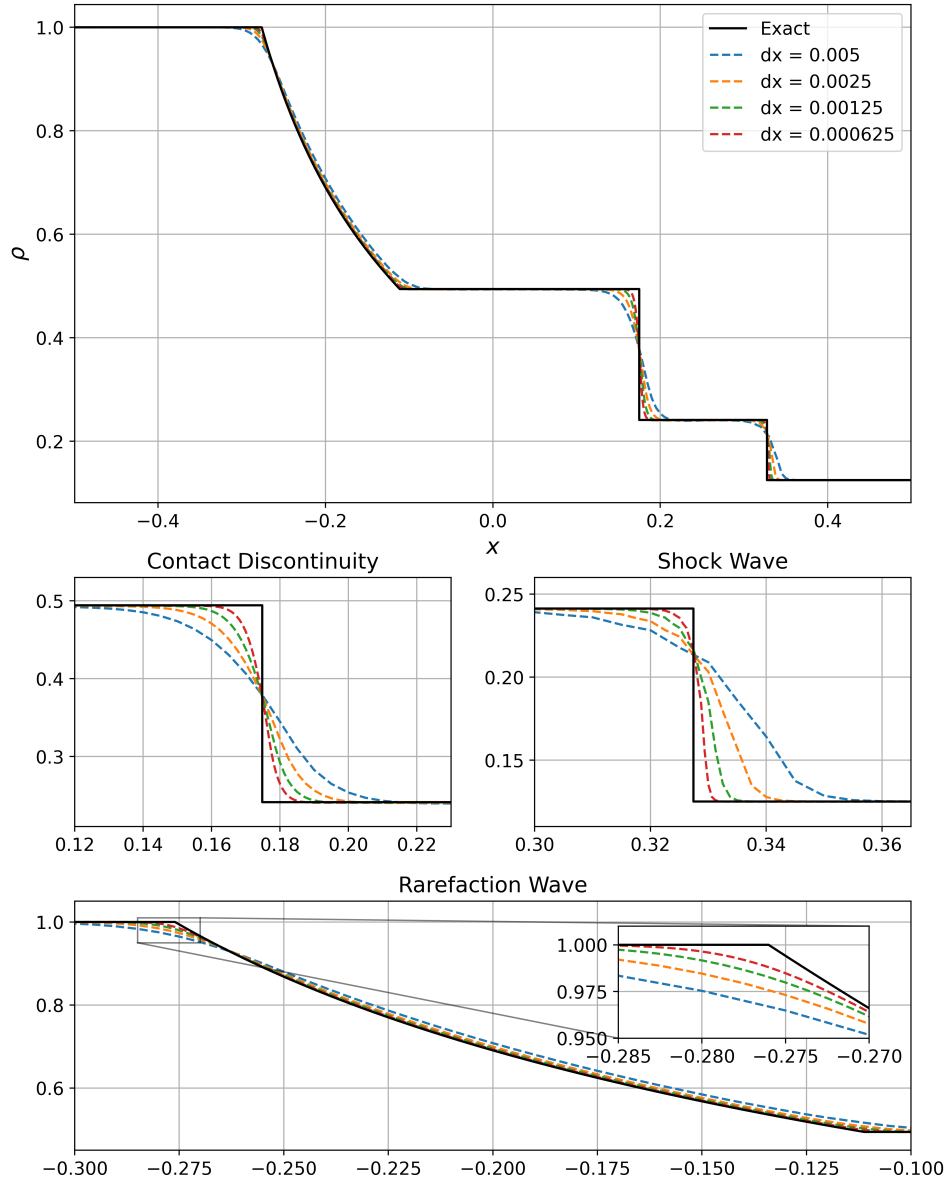 1.0
0.8
0.6
0.4
0.2
ρ
Exact
dx = 0.005
dx = 0.0025
dx = 0.00125
dx = 0.000625
−0.4 −0.2 0.0 0.2 0.4
x
Contact Discontinuity
0.5
0.4
0.3
0.12 0.14 0.16 0.18 0.20 0.22
Shock Wave
0.25
0.20
0.15
0.30 0.32 0.34 0.36
Rarefaction Wave
1.0
0.8
0.6
1.000
0.975
0.950
−0.285 −0.280 −0.275 −0.270
−0.300 −0.275 −0.250 −0.225 −0.200 −0.175 −0.150 −0.125 −0.100